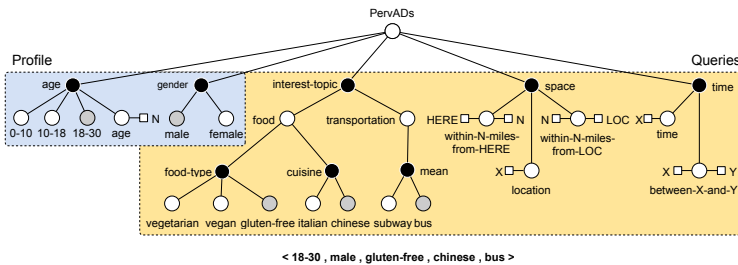 PervADs
Profile
Queries
age
gender
interest-topic
space
time
0-10
10-18
18-30
age
N
male
female
food
transportation
HERE
N
within-N-miles-
from-HERE
N
LOC
within-N-miles-
from-LOC
X
time
food-type
cuisine
mean
X
location
X
Y
between-X-and-Y
vegetarian
vegan
gluten-free
italian
chinese
subway
bus
< 18-30 , male , gluten-free , chinese , bus >